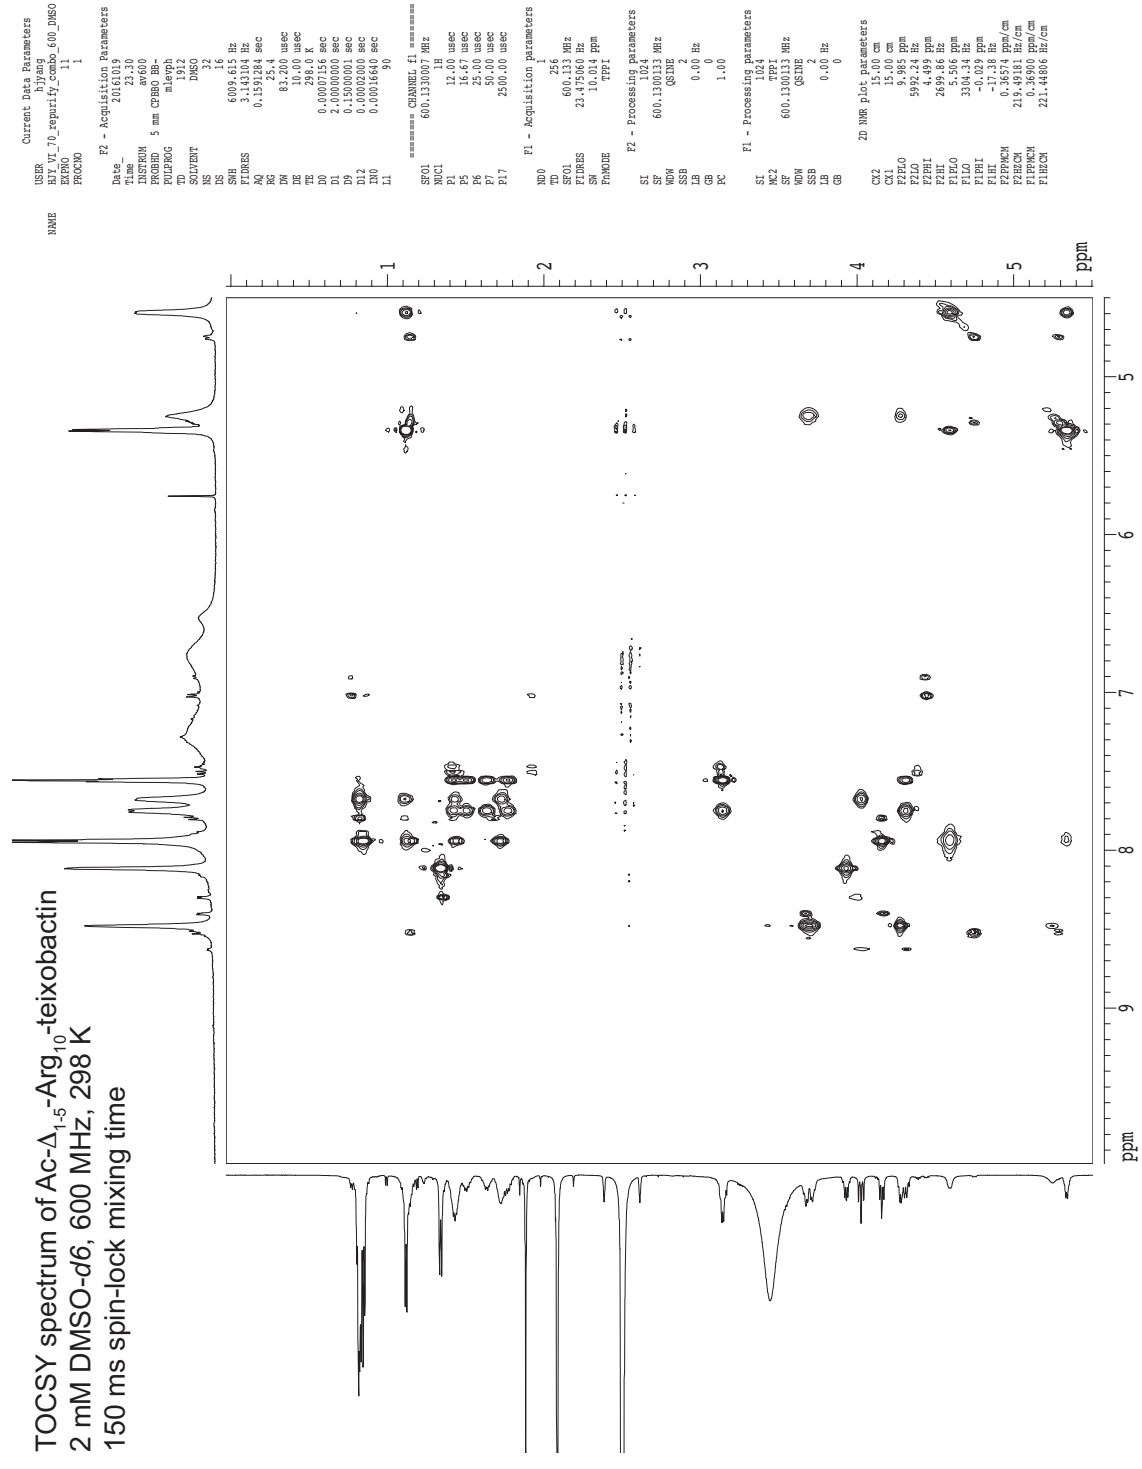 TOCSY spectrum of Ac-Δ1-5-Arg10-teixobactin
2 mM DMSO-d6, 600 MHz, 298 K
150 ms spin-lock mixing time
Current Data Parameters
USER hjyang
NAME HJY_VI_70_repurify_combo_600_DMSO
EXPNO 11
PROCNO 1
F2 - Acquisition Parameters
Date_ 20161019
Time 23.30
INSTRUM av600
PROBHD 5 mm CPBBO BB-
PULPROG mlevph
TD 1912
SOLVENT DMSO
NS 32
DS 16
SWH 6009.615 Hz
FIDRES 3.143104 Hz
AQ 0.1591284 sec
RG 25.4
DW 83.200 usec
DE 10.00 usec
TE 298.0 K
D0 0.00007156 sec
D1 2.00000000 sec
D9 0.15000001 sec
D12 0.00002000 sec
IN0 0.00016640 sec
L1 90
======== CHANNEL f1 ========
SFO1 600.1330007 MHz
NUC1 1H
P1 12.00 usec
P5 16.67 usec
P6 25.00 usec
P7 50.00 usec
P17 2500.00 usec
F1 - Acquisition parameters
ND0 1
TD 256
SFO1 600.133 MHz
FIDRES 23.475060 Hz
SW 10.014 ppm
FnMODE TPPI
F2 - Processing parameters
SI 1024
SF 600.1300133 MHz
WDW QSINE
SSB 2
LB 0.00 Hz
GB 0
PC 1.00
F1 - Processing parameters
SI 1024
MC2 TPPI
SF 600.1300133 MHz
WDW QSINE
SSB 2
LB 0.00 Hz
GB 0
2D NMR plot parameters
CX2 15.00 cm
CX1 15.00 cm
F2PLO 9.985 ppm
F2LO 5992.24 Hz
F2PHI 4.499 ppm
F2HI 2699.86 Hz
F1PLO 5.506 ppm
F1LO 3304.34 Hz
F1PHI -0.029 ppm
F1HI -17.38 Hz
F2PPMCM 0.36574 ppm/cm
F2HZCM 219.49181 Hz/cm
F1PPMCM 0.36900 ppm/cm
F1HZCM 221.44806 Hz/cm
1
2
3
4
5
ppm
ppm
9
8
7
6
5